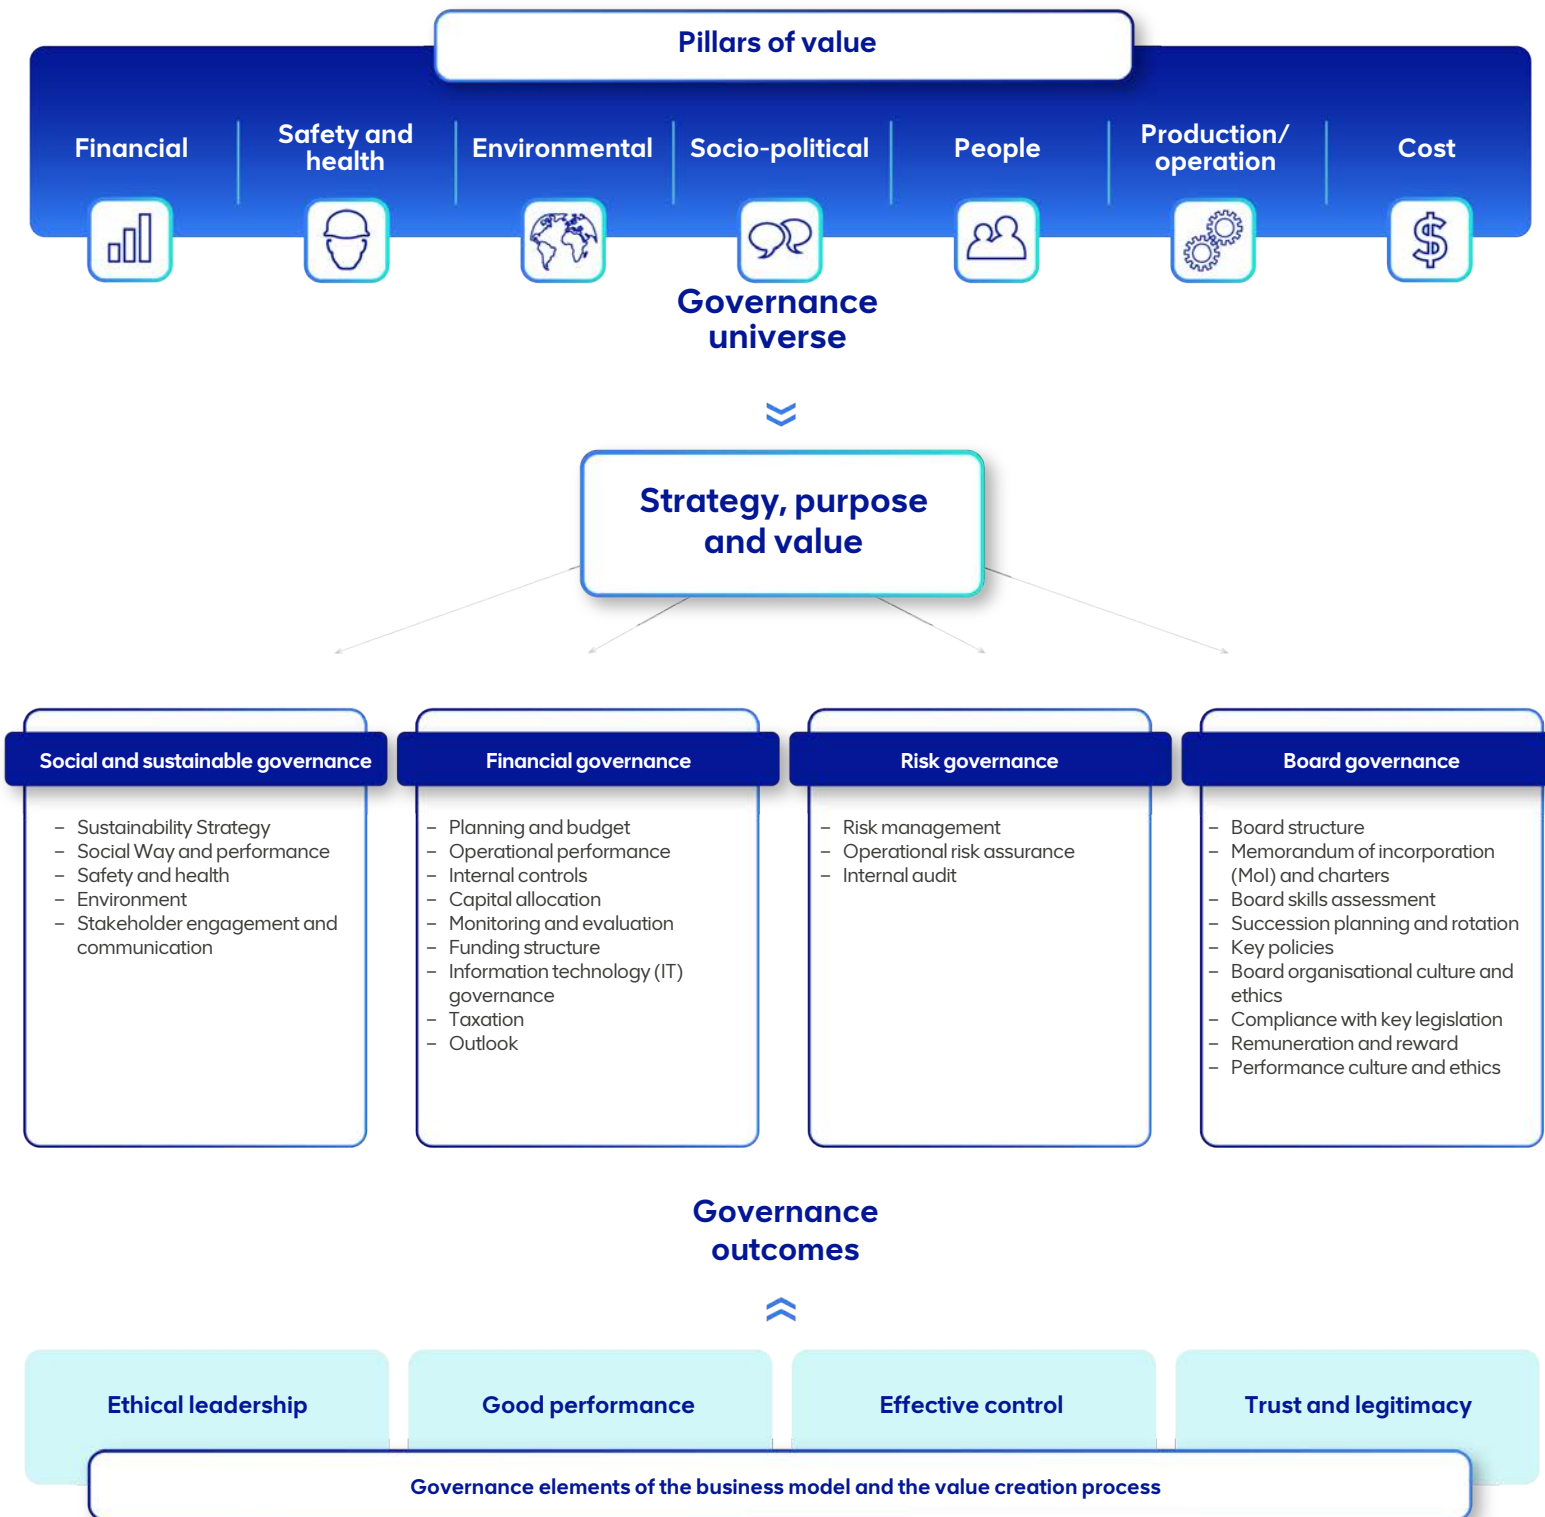 Pillars of value
Financial
Safety and
health
Environmental
Socio-political
People
Production/
operation
Cost
Governance
universe
Strategy, purpose
and value
Social and sustainable governance
– Sustainability Strategy
– Social Way and performance
– Safety and health
– Environment
– Stakeholder engagement and
communication
Financial governance
– Planning and budget
– Operational performance
– Internal controls
– Capital allocation
– Monitoring and evaluation
– Funding structure
– Information technology (IT)
governance
– Taxation
– Outlook
Risk governance
– Risk management
– Operational risk assurance
– Internal audit
Board governance
– Board structure
– Memorandum of incorporation
(MoI) and charters
– Board skills assessment
– Succession planning and rotation
– Key policies
– Board organisational culture and
ethics
– Compliance with key legislation
– Remuneration and reward
– Performance culture and ethics
Governance
outcomes
Ethical leadership
Good performance
Effective control
Trust and legitimacy
Governance elements of the business model and the value creation process